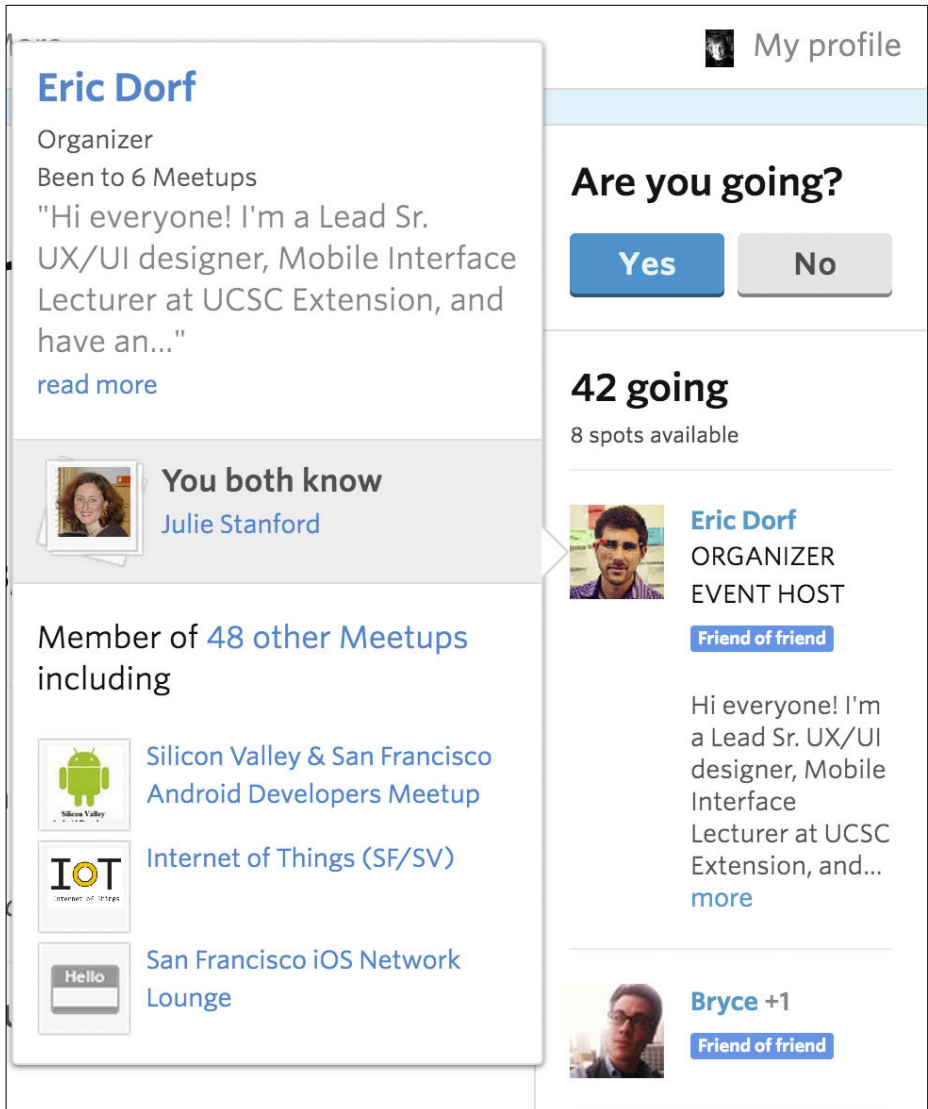 My profile
Eric Dorf
Organizer
Been to 6 Meetups
"Hi everyone! I'm a Lead Sr.
UX/UI designer, Mobile Interface
Lecturer at UCSC Extension, and
have an..."
read more
You both know
Julie Stanford
Member of 48 other Meetups
including
Silicon Valley
Silicon Valley & San Francisco
Android Developers Meetup
IoT
Internet of Things
Internet of Things (SF/SV)
Hello
San Francisco iOS Network
Lounge
Are you going?
Yes
No
42 going
8 spots available
Eric Dorf
ORGANIZER
EVENT HOST
Friend of friend
Hi everyone! I'm
a Lead Sr. UX/UI
designer, Mobile
Interface
Lecturer at UCSC
Extension, and...
more
Bryce +1
Friend of friend